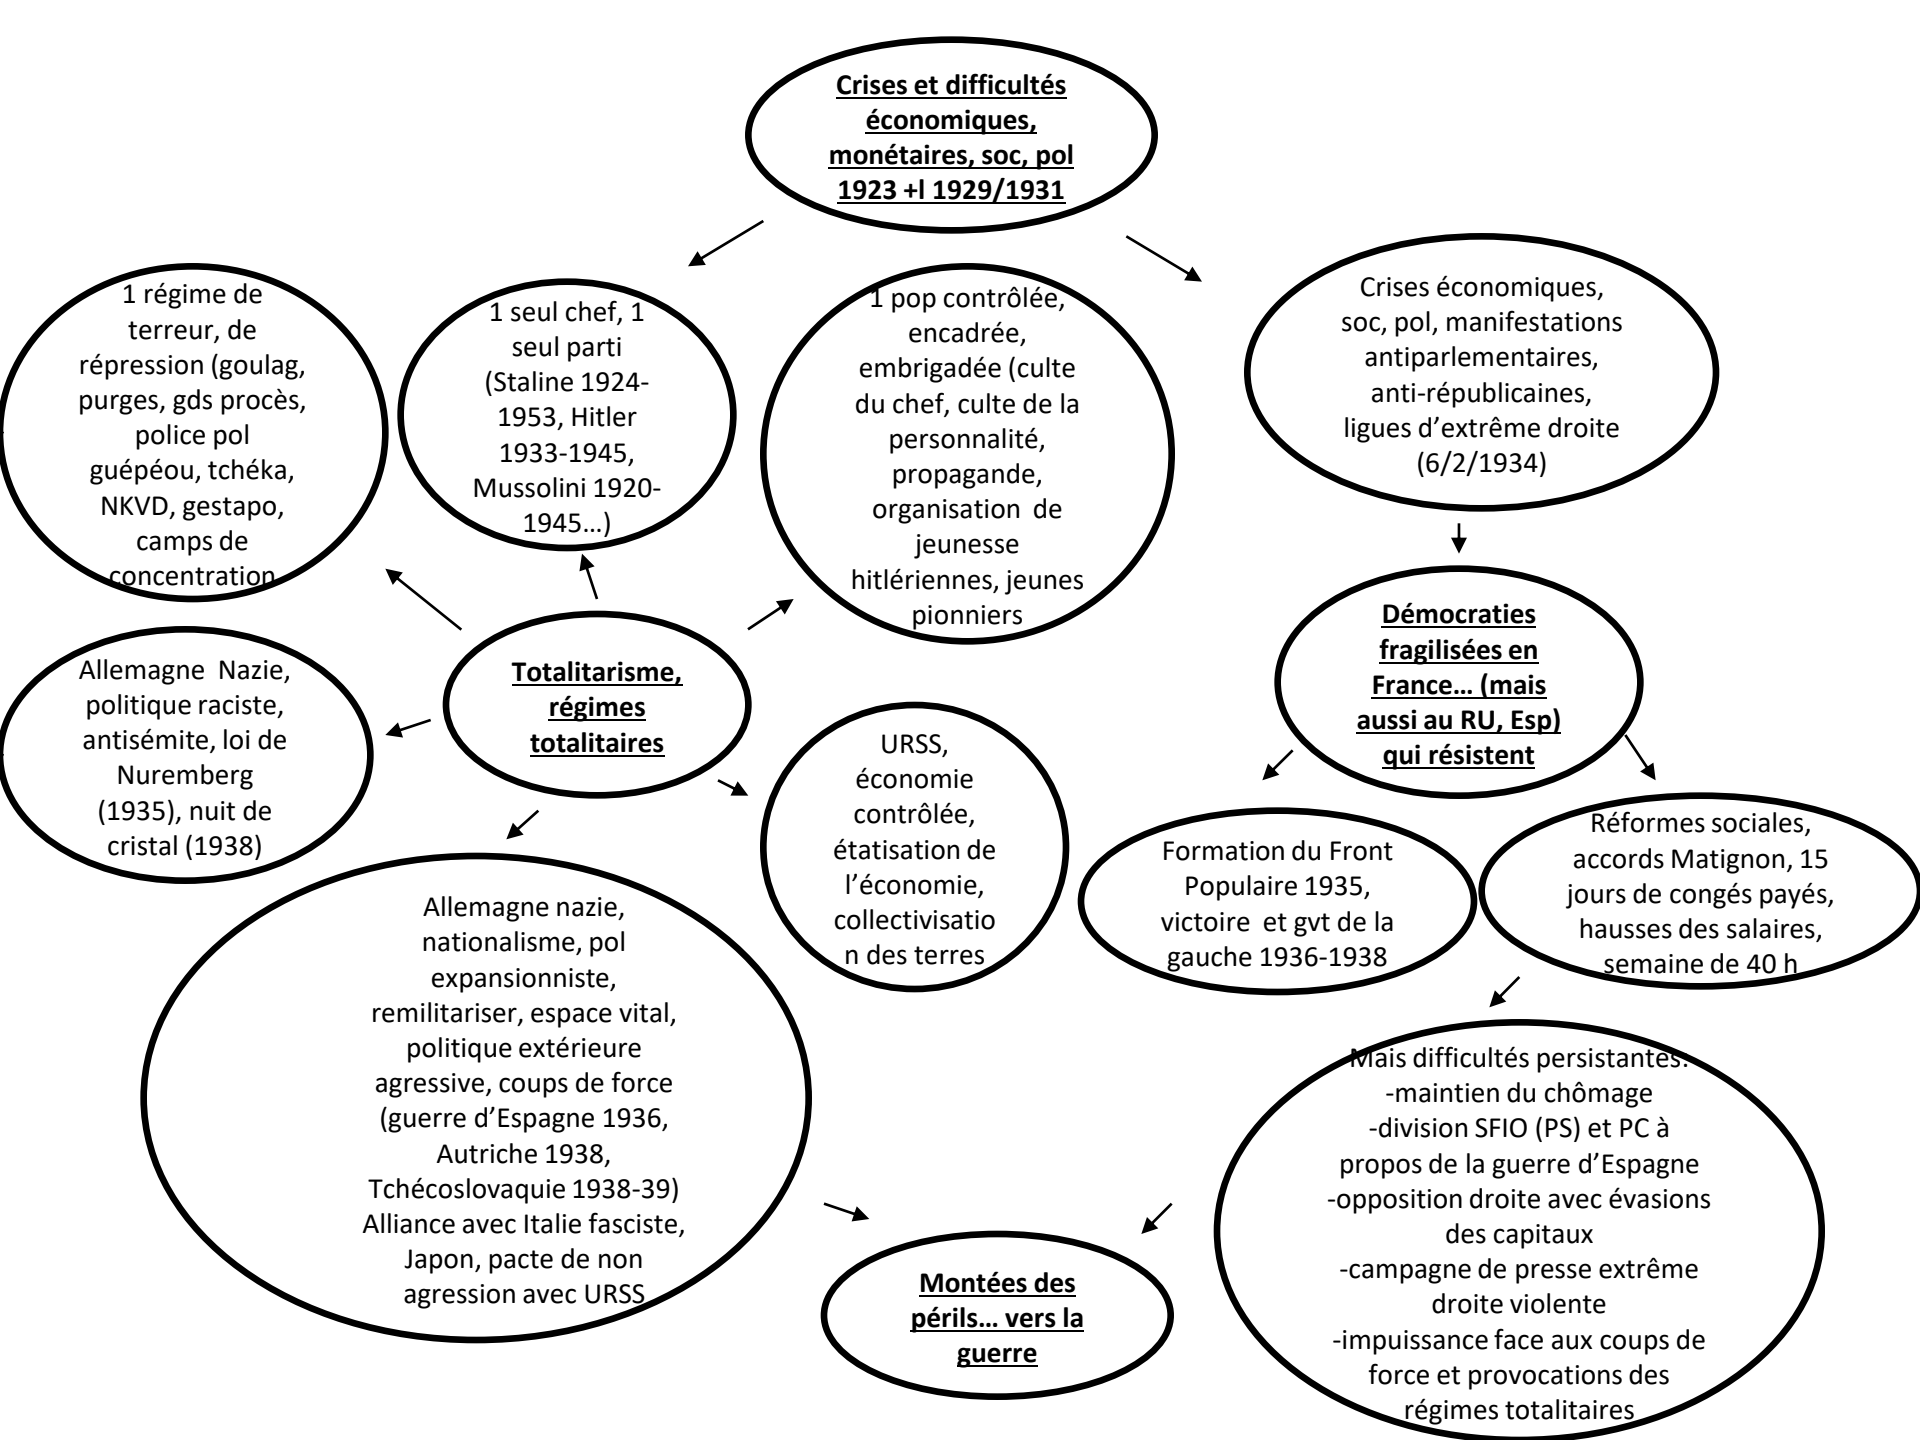 Crises et difficultés
économiques,
monétaires, soc, pol
1923 +l 1929/1931
1 régime de
terreur, de
répression (goulag,
purges, gds procès,
police pol
guépéou, tchéka,
NKVD, gestapo,
camps de
concentration
1 seul chef, 1
seul parti
(Staline 1924-
1953, Hitler
1933-1945,
Mussolini 1920-
1945…)
1 pop contrôlée,
encadrée,
embrigadée (culte
du chef, culte de la
personnalité,
propagande,
organisation de
jeunesse
hitlériennes, jeunes
pionniers
Crises économiques,
soc, pol, manifestations
antiparlementaires,
anti-républicaines,
ligues d’extrême droite
(6/2/1934)
Totalitarisme,
régimes
totalitaires
Démocraties
fragilisées en
France… (mais
aussi au RU, Esp)
qui résistent
Allemagne Nazie,
politique raciste,
antisémite, loi de
Nuremberg
(1935), nuit de
cristal (1938)
URSS,
économie
contrôlée,
étatisation de
l’économie,
collectivisatio
n des terres
Formation du Front
Populaire 1935,
victoire et gvt de la
gauche 1936-1938
Réformes sociales,
accords Matignon, 15
jours de congés payés,
hausses des salaires,
semaine de 40 h
Allemagne nazie,
nationalisme, pol
expansionniste,
remilitariser, espace vital,
politique extérieure
agressive, coups de force
(guerre d’Espagne 1936,
Autriche 1938,
Tchécoslovaquie 1938-39)
Alliance avec Italie fasciste,
Japon, pacte de non
agression avec URSS
Mais difficultés persistantes:
-maintien du chômage
-division SFIO (PS) et PC à
propos de la guerre d’Espagne
-opposition droite avec évasions
des capitaux
-campagne de presse extrême
droite violente
-impuissance face aux coups de
force et provocations des
régimes totalitaires
Montées des
périls… vers la
guerre